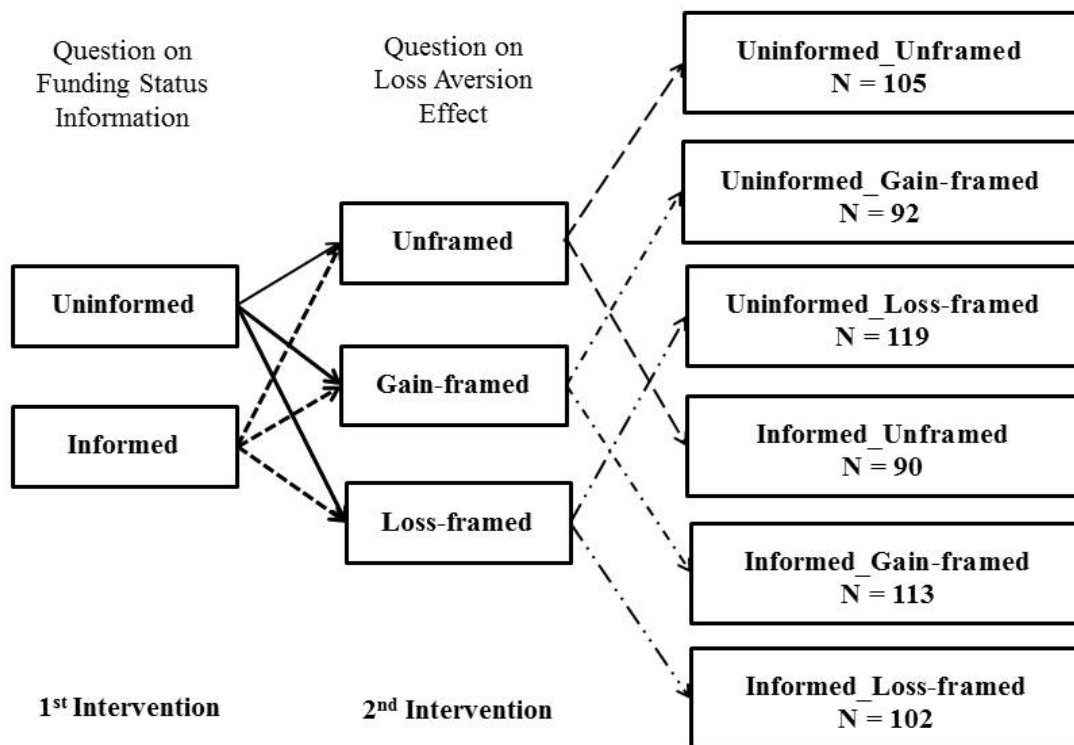 Question on
Funding Status
Information
Question on
Loss Aversion
Effect
Uninformed
Informed
Unframed
Gain-framed
Loss-framed
Uninformed_Unframed
N = 105
Uninformed_Gain-framed
N = 92
Uninformed_Loss-framed
N = 119
Informed_Unframed
N = 90
Informed_Gain-framed
N = 113
Informed_Loss-framed
N = 102
1st Intervention
2nd Intervention